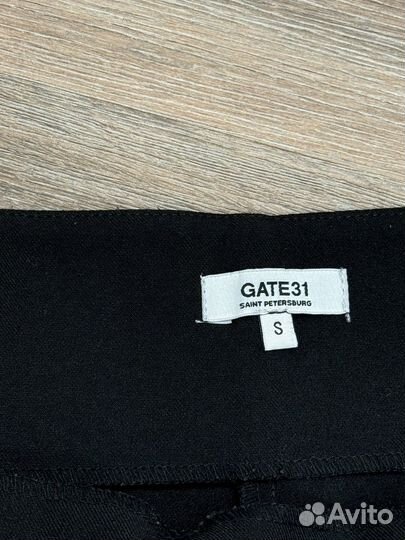 GATE31
SAINT PETERSBURG
S
Avito